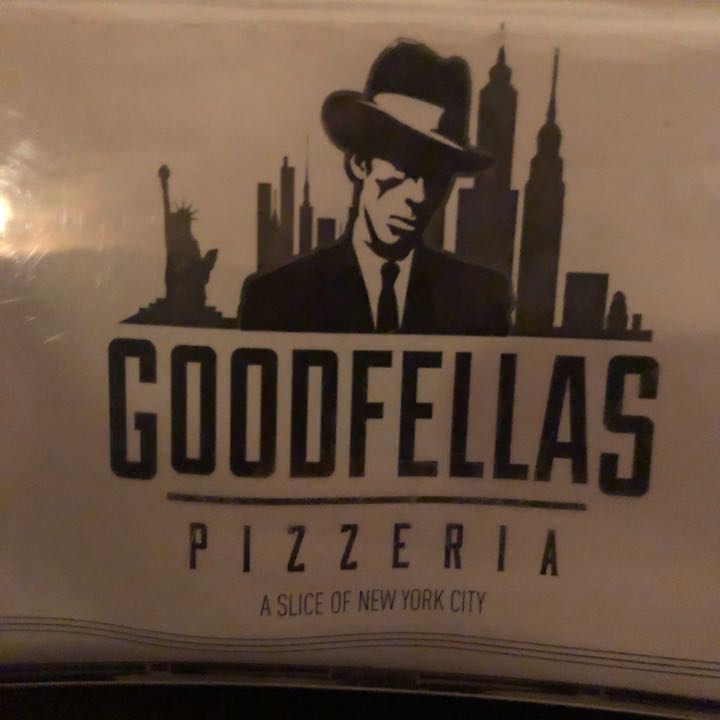 GOODFELLAS
PIZZERIA
A SLICE OF NEW YORK CITY